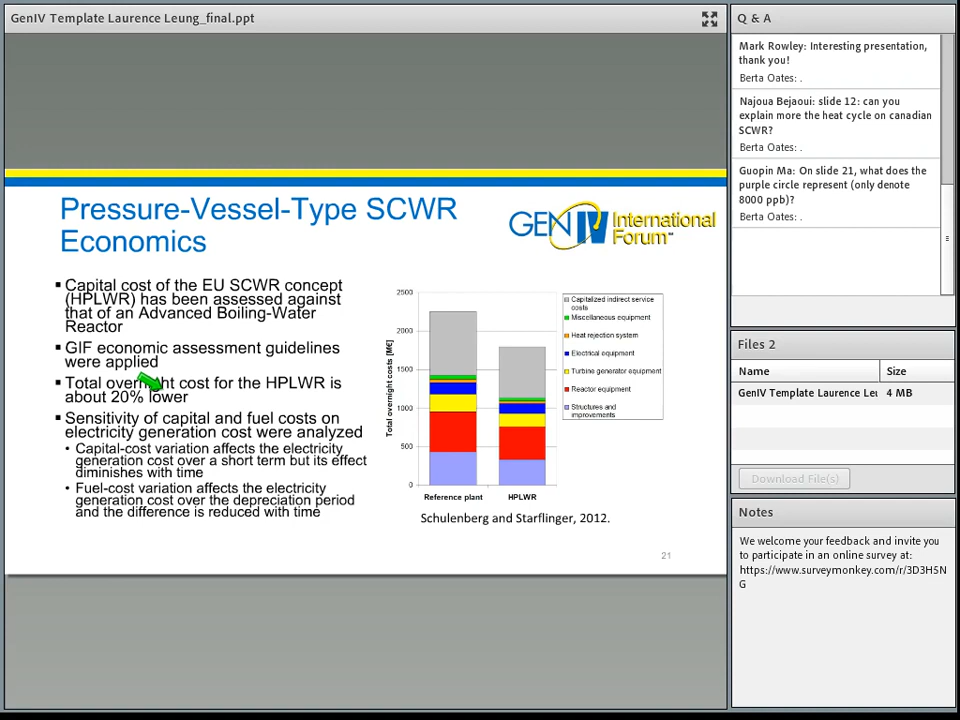 GenIV Template Laurence Leung_final.ppt
Pressure-Vessel-Type SCWR
Economics
GEN IV International
Forum™
▪ Capital cost of the EU SCWR concept
(HPLWR) has been assessed against
that of an Advanced Boiling-Water
Reactor
▪ GIF economic assessment guidelines
were applied
▪ Total overnight cost for the HPLWR is
about 20% lower
▪ Sensitivity of capital and fuel costs on
electricity generation cost were analyzed
• Capital-cost variation affects the electricity
generation cost over a short term but its effect
diminishes with time
• Fuel-cost variation affects the electricity
generation cost over the depreciation period
and the difference is reduced with time
Total overnight costs [M€]
2500
2000
1500
1000
500
0
Reference plant
HPLWR
Capitalized indirect service
costs
Miscellaneous equipment
Heat rejection system
Electrical equipment
Turbine generator equipment
Reactor equipment
Structures and
improvements
Schulenberg and Starflinger, 2012.
21
Q & A
Mark Rowley: Interesting presentation,
thank you!
Berta Oates: .
Najoua Bejaoui: slide 12: can you
explain more the heat cycle on canadian
SCWR?
Berta Oates: .
Guopin Ma: On slide 21, what does the
purple circle represent (only denote
8000 ppb)?
Berta Oates: .
Files 2
Name Size
GenIV Template Laurence Leu 4 MB
Download File(s)
Notes
We welcome your feedback and invite you
to participate in an online survey at:
https://www.surveymonkey.com/r/3D3H5N
G